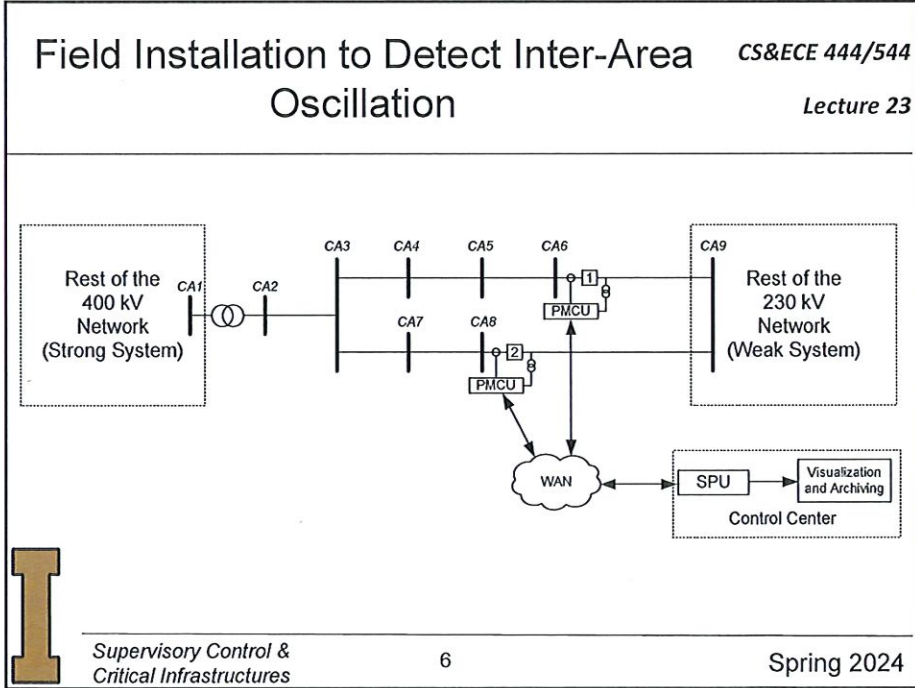 Field Installation to Detect Inter-Area
Oscillation
CS&ECE 444/544
Lecture 23
Rest of the
400 kV
Network
(Strong System)
CA1
CA2
CA3
CA4
CA5
CA6
CA9
1
PMCU
CA7
CA8
2
PMCU
Rest of the
230 kV
Network
(Weak System)
WAN
SPU
Visualization
and Archiving
Control Center
I
Supervisory Control &
Critical Infrastructures
6
Spring 2024